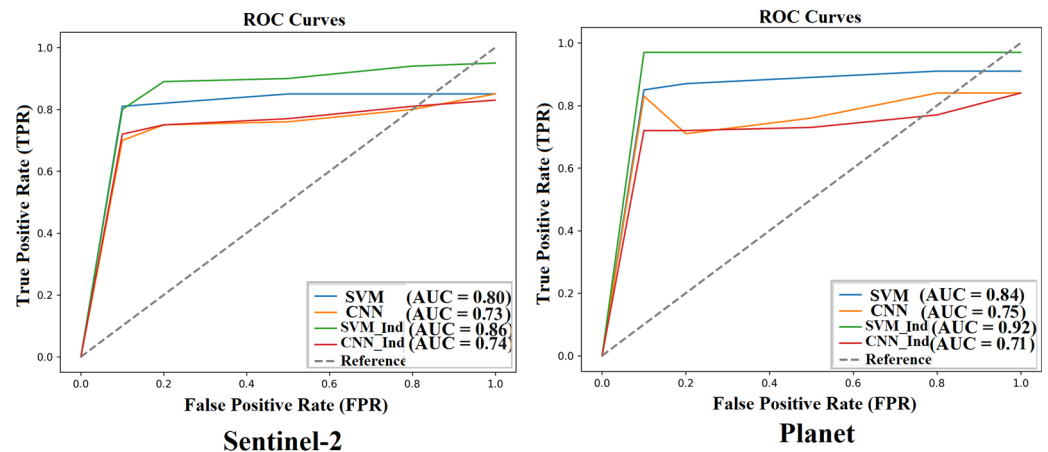 ROC Curves
True Positive Rate (TPR)
1.0
0.8
0.6
0.4
0.2
0.0
SVM (AUC = 0.80)
CNN (AUC = 0.73)
SVM_Ind (AUC = 0.86)
CNN_Ind (AUC = 0.74)
Reference
0.0 0.2 0.4 0.6 0.8 1.0
False Positive Rate (FPR)
Sentinel-2
ROC Curves
True Positive Rate (TPR)
1.0
0.8
0.6
0.4
0.2
0.0
SVM (AUC = 0.84)
CNN (AUC = 0.75)
SVM_Ind (AUC = 0.92)
CNN_Ind (AUC = 0.71)
Reference
0.0 0.2 0.4 0.6 0.8 1.0
False Positive Rate (FPR)
Planet